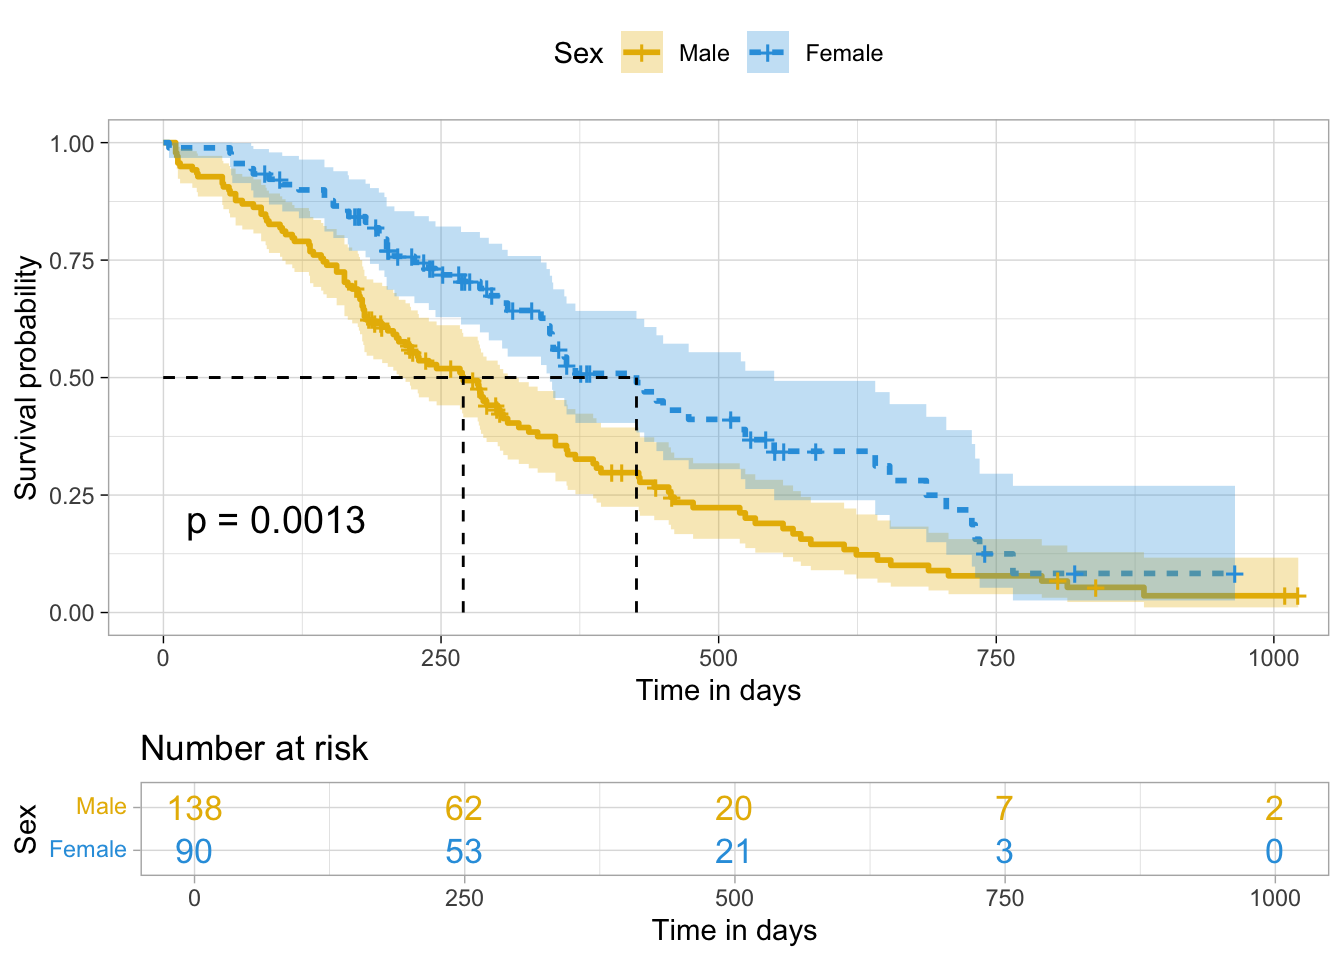 Sex Male Female
1.00
0.75
0.50
0.25
0.00
Survival probability
p = 0.0013
0 250 500 750 1000
Time in days
Number at risk
Sex
Male 138 62 20 7 2
Female 90 53 21 3 0
0 250 500 750 1000
Time in days